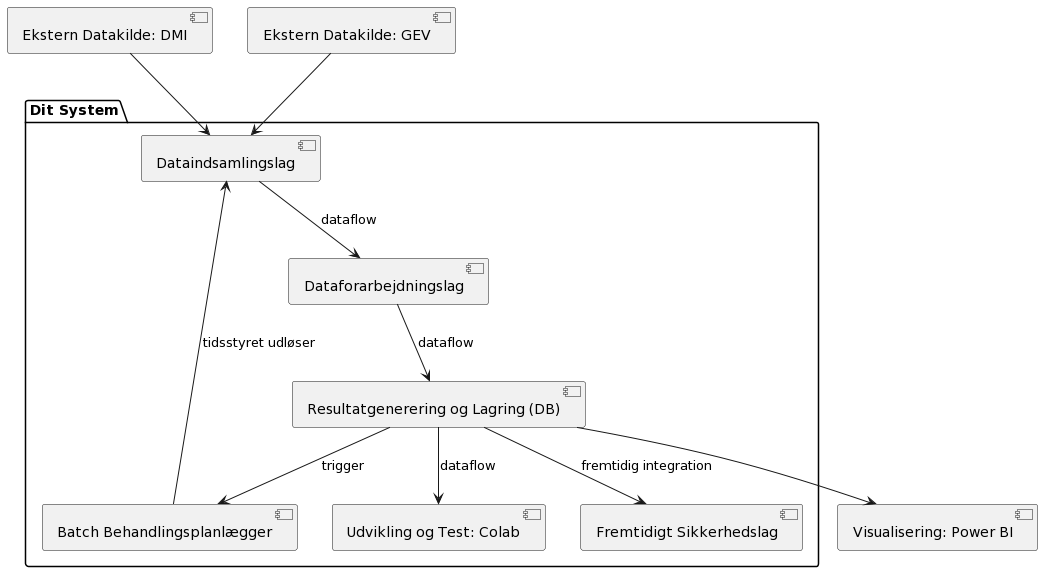 Ekstern Datakilde: DMI
Ekstern Datakilde: GEV
Dit System
Dataindsamlingslag
dataflow
Dataforarbejdningslag
tidsstyret udløser
dataflow
Resultatgenerering og Lagring (DB)
trigger
dataflow
fremtidig integration
Batch Behandlingsplanlægger
Udvikling og Test: Colab
Fremtidigt Sikkerhedslag
Visualisering: Power BI